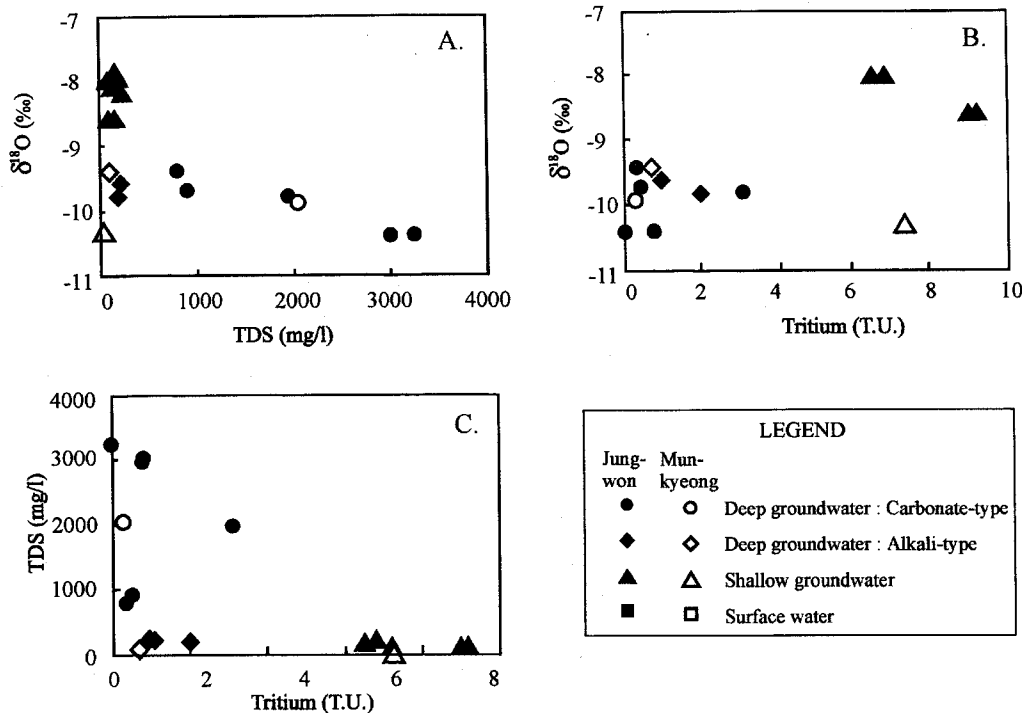 A.
-7
-8
-9
-10
-11
δ18O (‰)
0 1000 2000 3000 4000
TDS (mg/l)
B.
-7
-8
-9
-10
-11
δ18O (‰)
0 2 4 6 8 10
Tritium (T.U.)
C.
4000
3000
2000
1000
0
TDS (mg/l)
0 2 4 6 8
Tritium (T.U.)
LEGEND
Jung- Mun-
won kyeong
Deep groundwater : Carbonate-type
Deep groundwater : Alkali-type
Shallow groundwater
Surface water